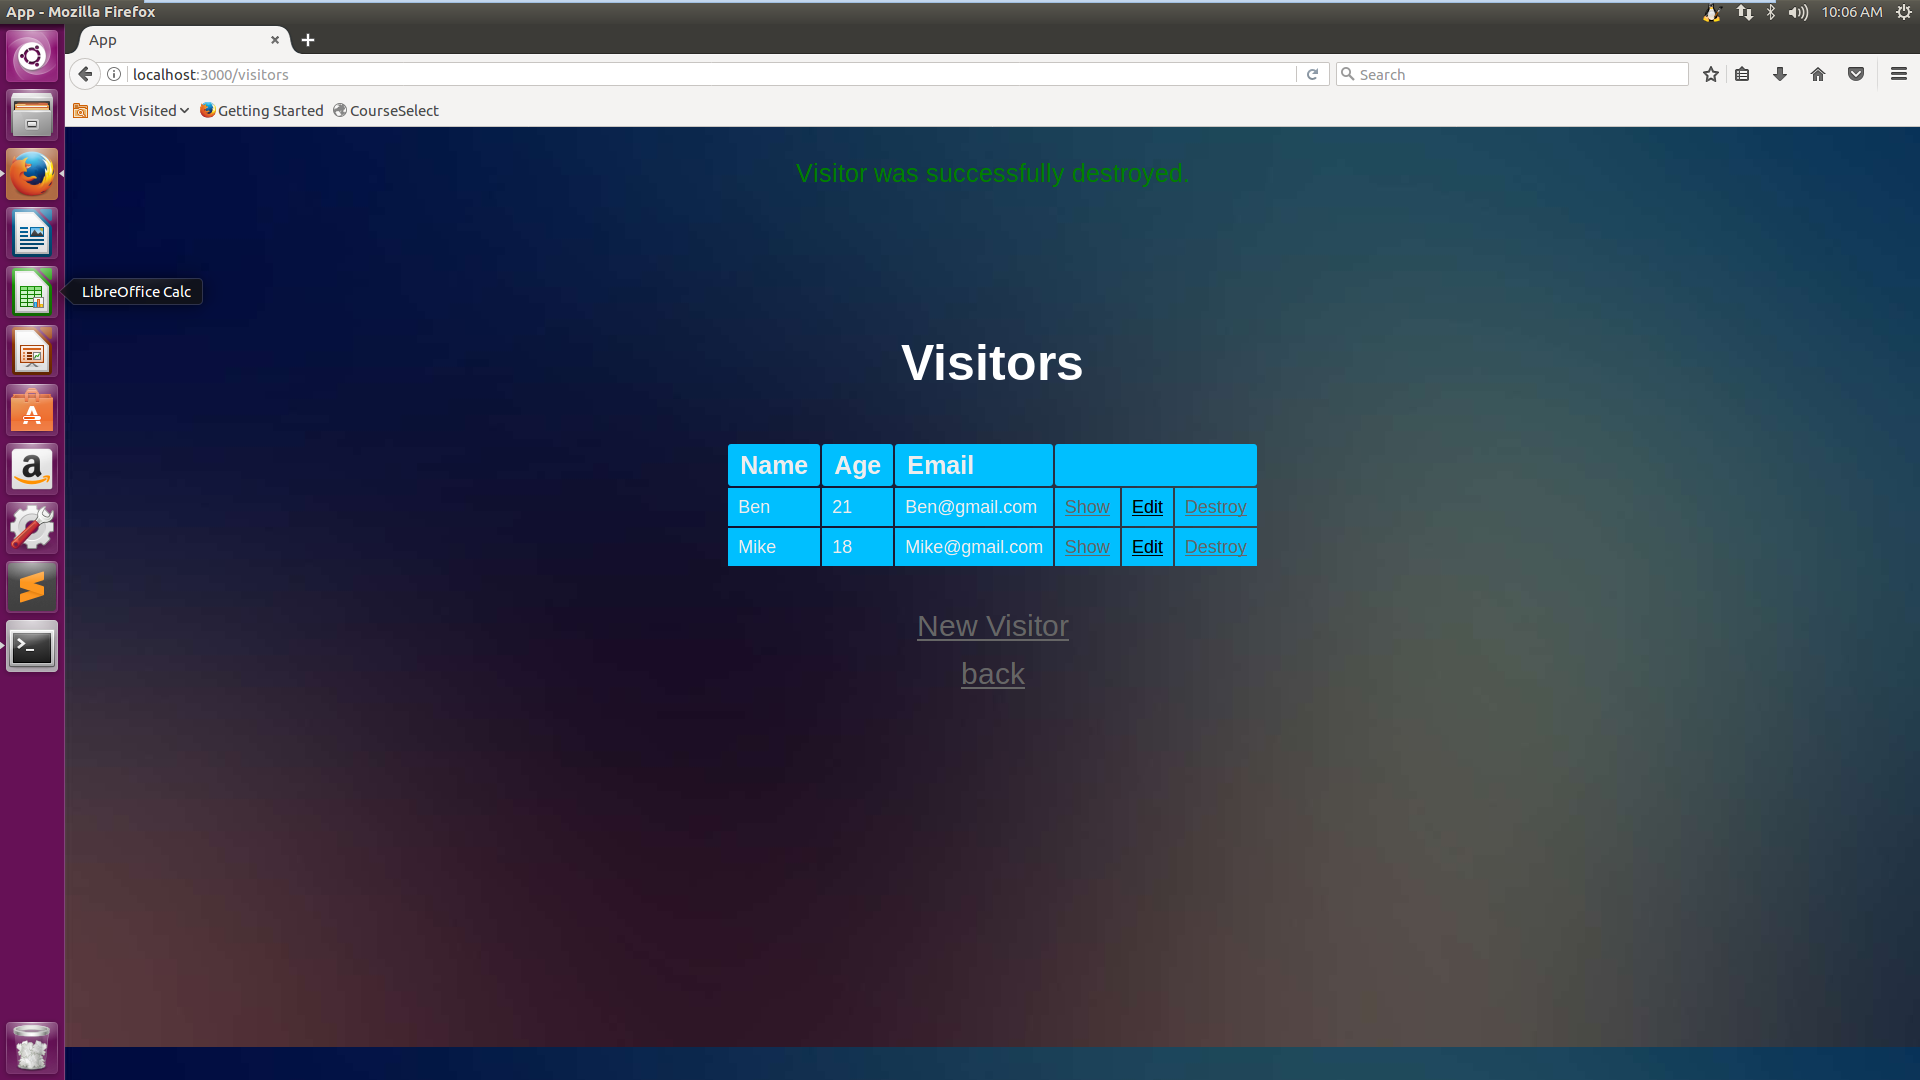 App - Mozilla Firefox
10:06 AM
App
localhost:3000/visitors
Search
Most Visited
Getting Started
CourseSelect
Visitor was successfully destroyed.
LibreOffice Calc
Visitors
Name Age Email
Ben 21 Ben@gmail.com Show Edit Destroy
Mike 18 Mike@gmail.com Show Edit Destroy
New Visitor
back